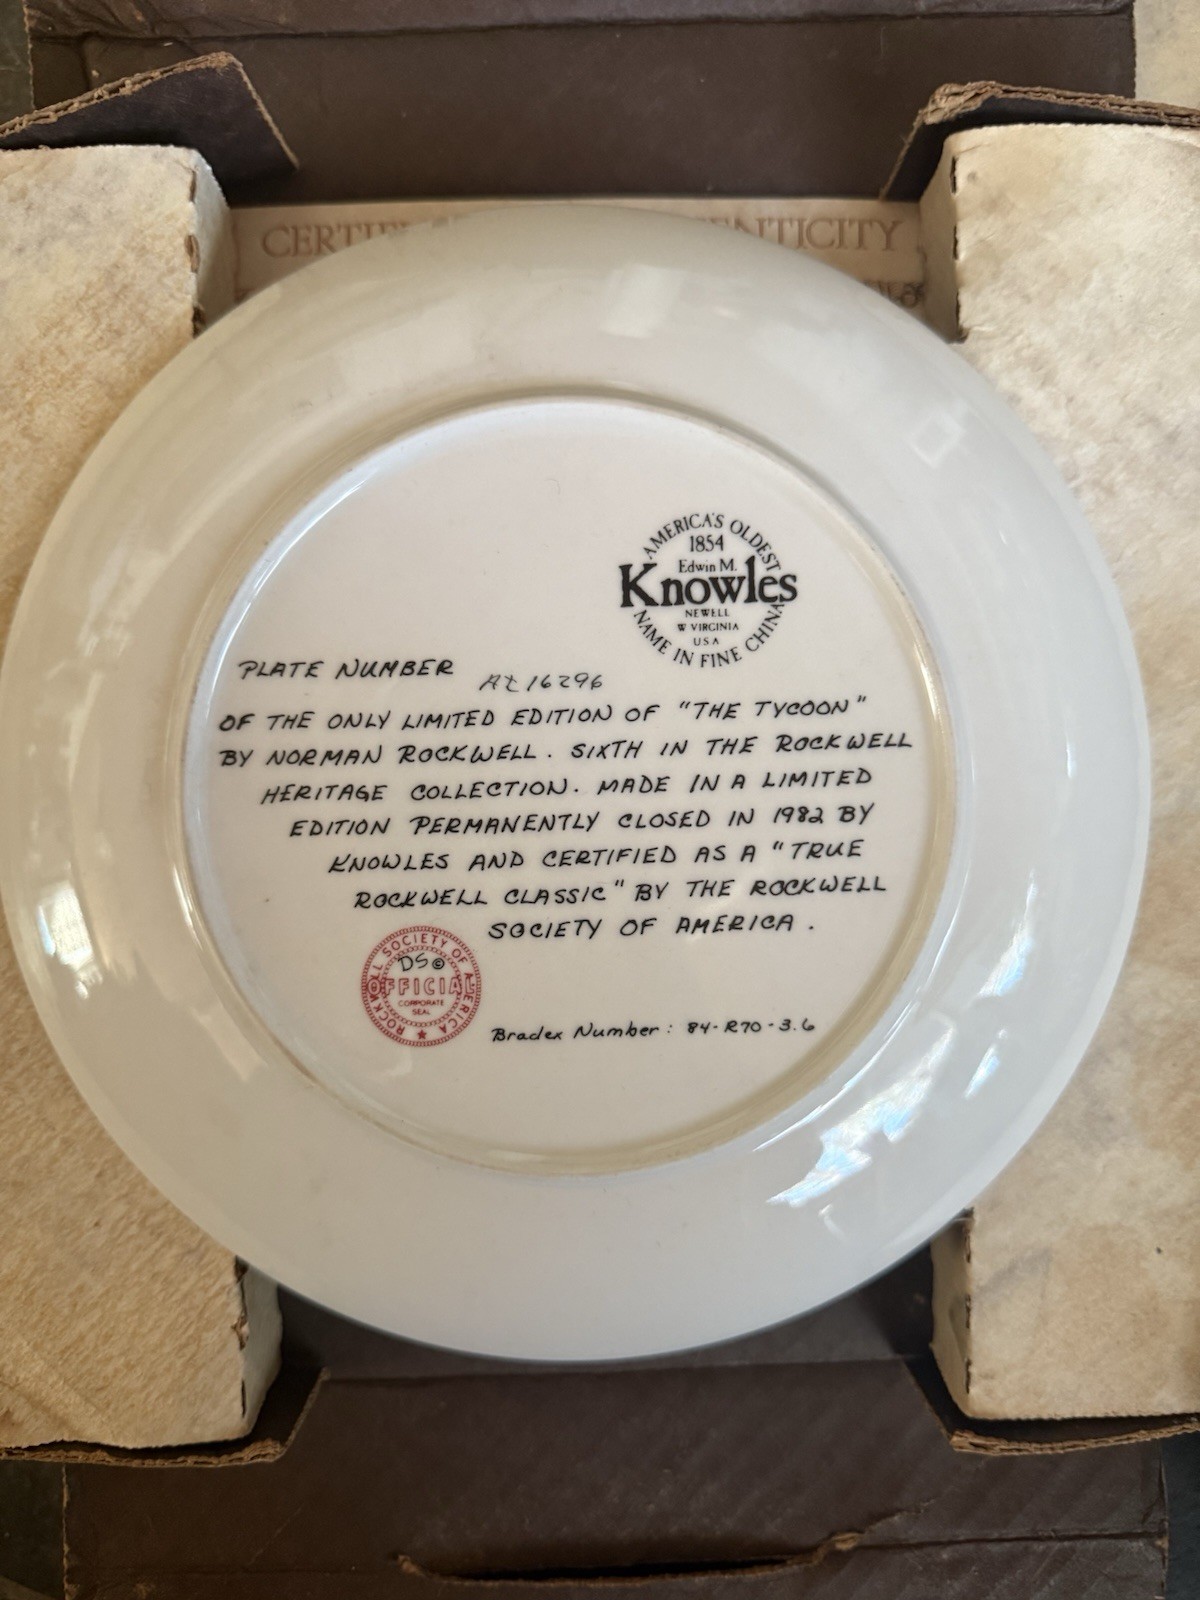 CERTIF ENTICITY
AMERICA'S OLDEST
1854
Edwin M.
Knowles
NEWELL
W VIRGINIA
USA
NAME IN FINE CHINA
PLATE NUMBER
16296
OF THE ONLY LIMITED EDITION OF "THE TYCOON"
BY NORMAN ROCKWELL. SIXTH IN THE ROCKWELL
HERITAGE COLLECTION. MADE IN A LIMITED
EDITION PERMANENTLY CLOSED IN 1982 BY
KNOWLES AND CERTIFIED AS A "TRUE
ROCKWELL CLASSIC" BY THE ROCKWELL
SOCIETY OF AMERICA.
ROCKWELL SOCIETY OF AMERICA
DS©
OFFICIAL
CORPORATE
SEAL
Bradex Number: 84-R70-3.6